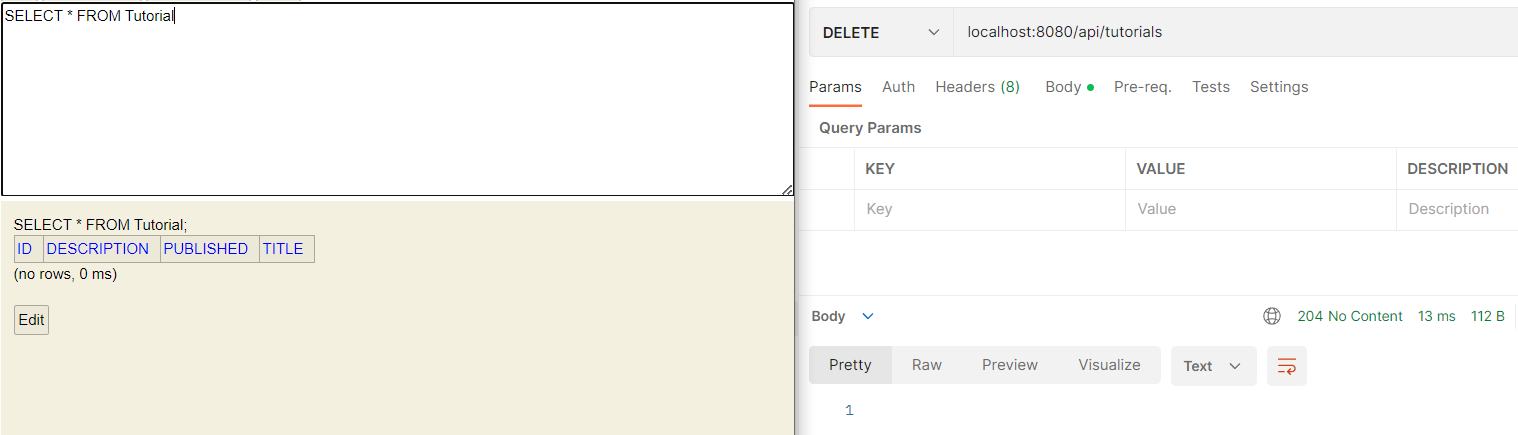 SELECT * FROM Tutorial
SELECT * FROM Tutorial;
ID DESCRIPTION PUBLISHED TITLE
(no rows, 0 ms)
Edit
DELETE localhost:8080/api/tutorials
Params Auth Headers (8) Body Pre-req. Tests Settings
Query Params
KEY VALUE DESCRIPTION
Key Value Description
Body 204 No Content 13 ms 112 B
Pretty Raw Preview Visualize Text
1